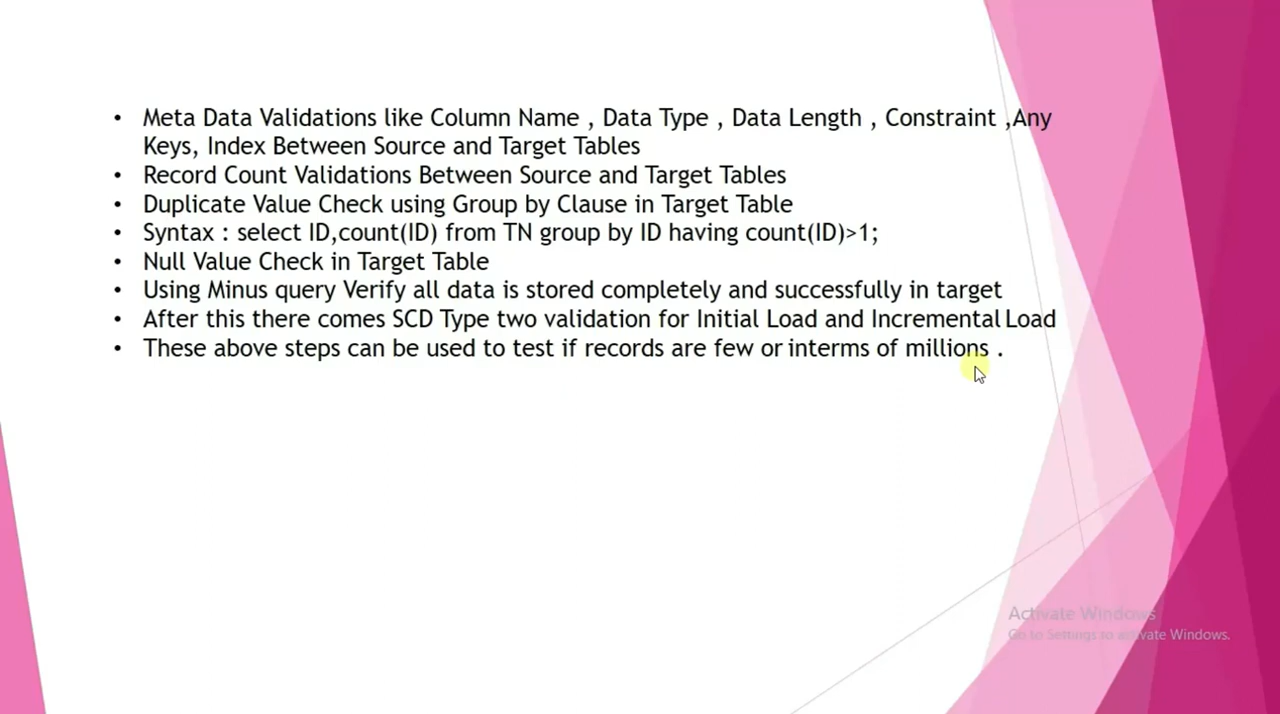 • Meta Data Validations like Column Name , Data Type , Data Length , Constraint ,Any
Keys, Index Between Source and Target Tables
• Record Count Validations Between Source and Target Tables
• Duplicate Value Check using Group by Clause in Target Table
• Syntax : select ID,count(ID) from TN group by ID having count(ID)>1;
• Null Value Check in Target Table
• Using Minus query Verify all data is stored completely and successfully in target
• After this there comes SCD Type two validation for Initial Load and Incremental Load
• These above steps can be used to test if records are few or interms of millions .
Activate Windows
Go to Settings to activate Windows.